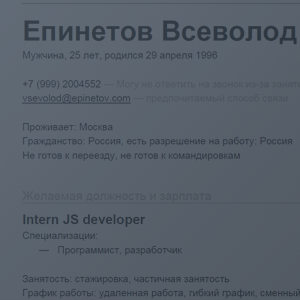 Епинетов Всеволод
Мужчина, 25 лет, родился 29 апреля 1996
+7 (999) 2004552 — Могу не ответить на звонок из-за занят
vsevolod@epinetov.com — предпочитаемый способ связи
Проживает: Москва
Гражданство: Россия, есть разрешение на работу: Россия
Не готов к переезду, не готов к командировкам
Желаемая должность и зарплата
Intern JS developer
Специализации:
— Программист, разработчик
Занятость: стажировка, частичная занятость
График работы: удаленная работа, гибкий график, сменный